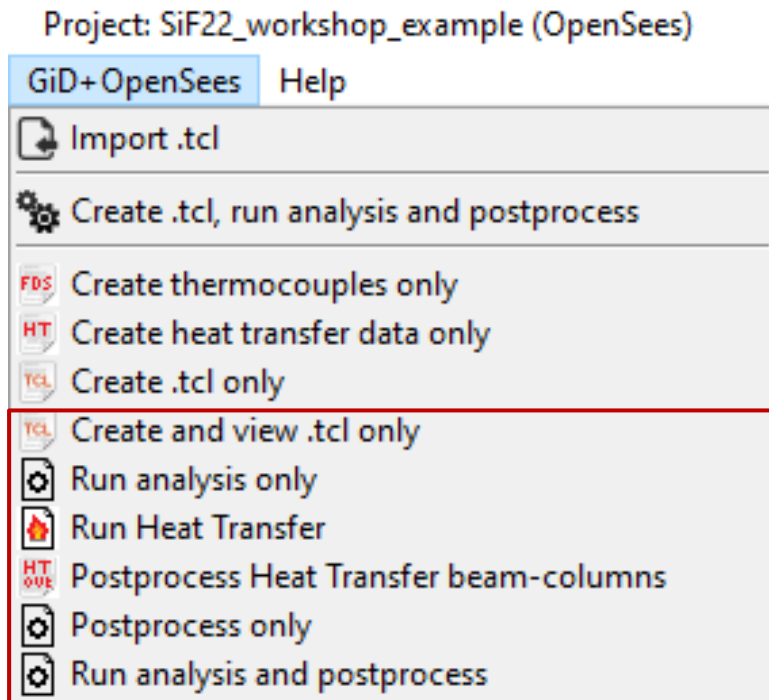 Project: SiF22_workshop_example (OpenSees)
GiD+OpenSees Help
Import .tcl
Create .tcl, run analysis and postprocess
FDS Create thermocouples only
HT Create heat transfer data only
TCL Create .tcl only
TCL Create and view .tcl only
Run analysis only
Run Heat Transfer
HT Postprocess Heat Transfer beam-columns
Postprocess only
Run analysis and postprocess